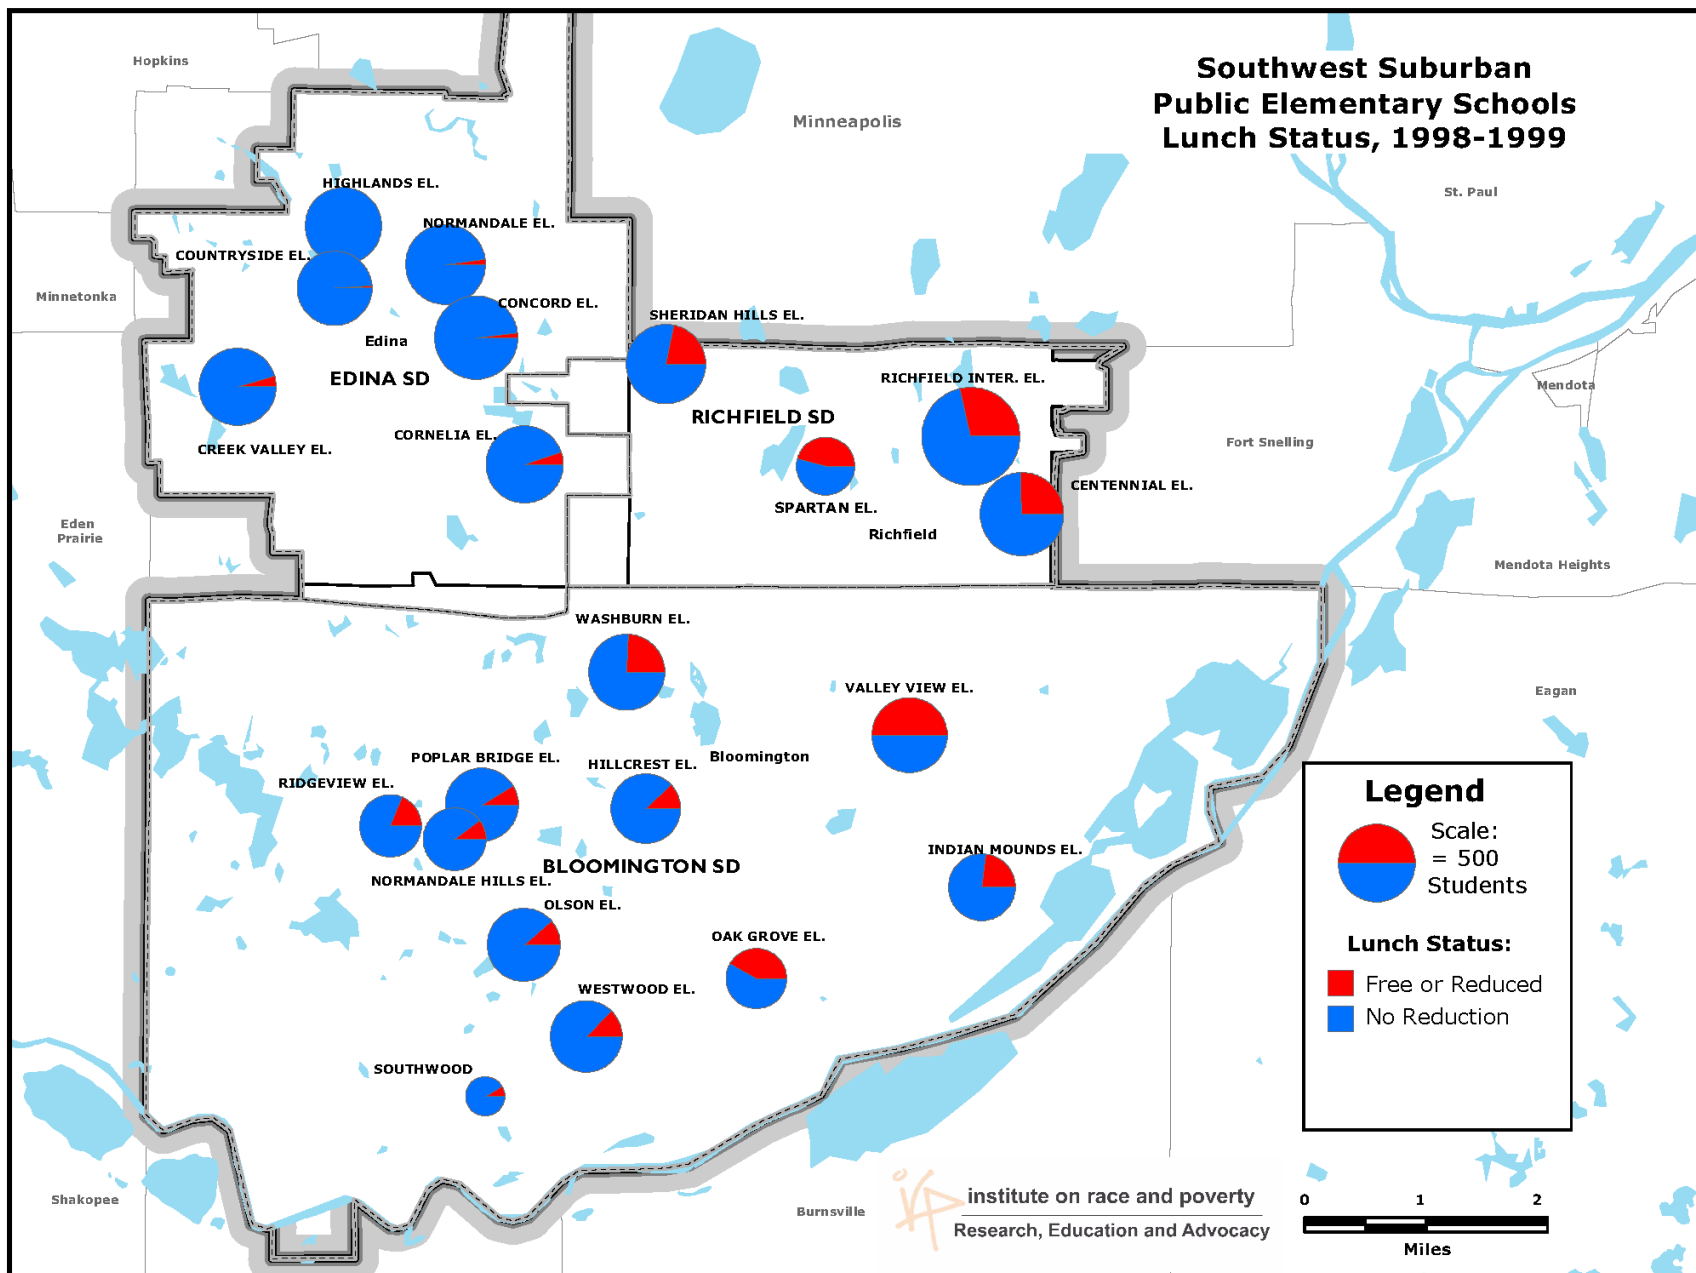 Southwest Suburban
Public Elementary Schools
Lunch Status, 1998-1999
Hopkins
Minneapolis
St. Paul
HIGHLANDS EL.
NORMANDALE EL.
COUNTRYSIDE EL.
Minnetonka
CONCORD EL.
SHERIDAN HILLS EL.
Edina
EDINA SD
RICHFIELD INTER. EL.
Mendota
RICHFIELD SD
CORNELIA EL.
Fort Snelling
CREEK VALLEY EL.
CENTENNIAL EL.
SPARTAN EL.
Eden
Prairie
Richfield
Mendota Heights
WASHBURN EL.
VALLEY VIEW EL.
Eagan
POPLAR BRIDGE EL.
Bloomington
HILLCREST EL.
RIDGEVIEW EL.
Legend
Scale:
= 500
Students
INDIAN MOUNDS EL.
BLOOMINGTON SD
NORMANDALE HILLS EL.
OLSON EL.
OAK GROVE EL.
Lunch Status:
Free or Reduced
WESTWOOD EL.
No Reduction
SOUTHWOOD
Shakopee
Burnsville
irp
institute on race and poverty
Research, Education and Advocacy
0 1 2
Miles